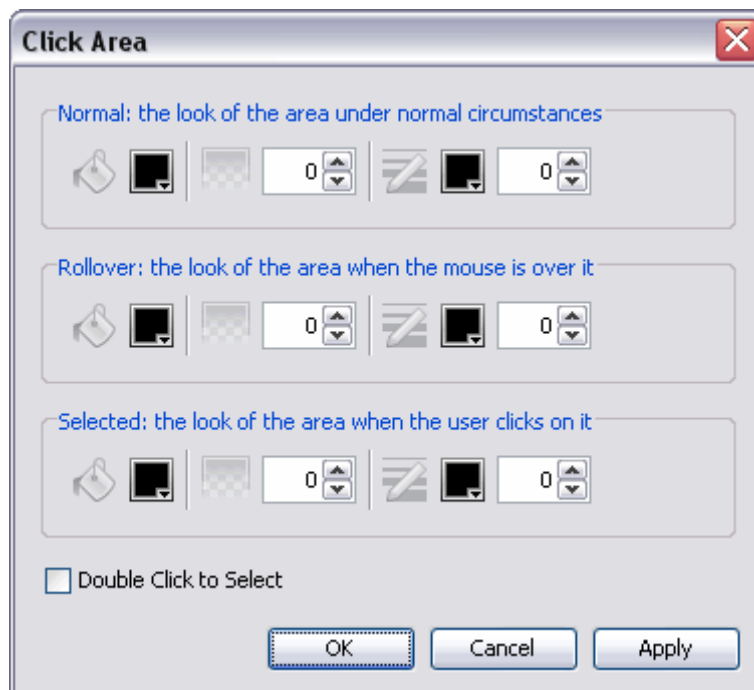 Click Area
Normal: the look of the area under normal circumstances
0 0
Rollover: the look of the area when the mouse is over it
0 0
Selected: the look of the area when the user clicks on it
0 0
Double Click to Select
OK Cancel Apply